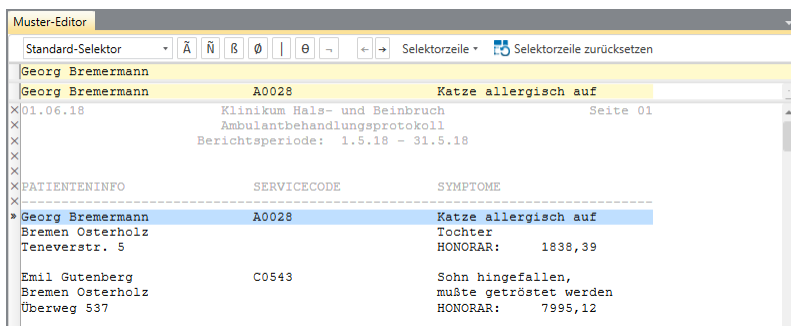 Muster-Editor
Standard-Selektor Ã Ñ ß Ø | Θ ¬ ← → Selektorzeile Selektorzeile zurücksetzen
Georg Bremermann
Georg Bremermann A0028 Katze allergisch auf
01.06.18 Klinikum Hals- und Beinbruch Seite 01
Ambulantbehandlungsprotokoll
Berichtsperiode: 1.5.18 - 31.5.18
PATIENTENINFO SERVICECODE SYMPTOME
-------------------------------------------------------------------------------
Georg Bremermann A0028 Katze allergisch auf
Bremen Osterholz Tochter
Teneverstr. 5 HONORAR: 1838,39
Emil Gutenberg C0543 Sohn hingefallen,
Bremen Osterholz mußte getröstet werden
Überweg 537 HONORAR: 7995,12